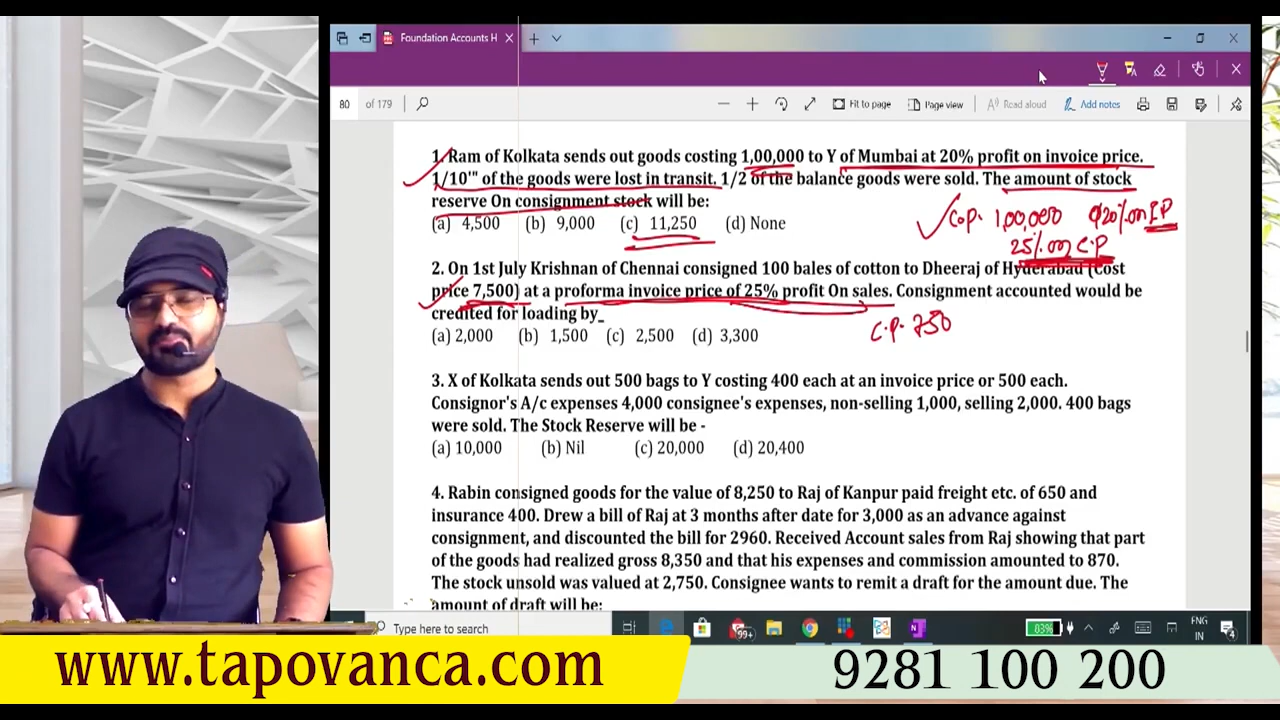 Foundation Accounts H
80 of 179
Fit to page
Page view
Read aloud
Add notes
1. Ram of Kolkata sends out goods costing 1,00,000 to Y of Mumbai at 20% profit on invoice price.
1/10'" of the goods were lost in transit. 1/2 of the balance goods were sold. The amount of stock
reserve On consignment stock will be:
(a) 4,500 (b) 9,000 (c) 11,250 (d) None
C.P. 1,00,000 @20% on I.P
25% on C.P
2. On 1st July Krishnan of Chennai consigned 100 bales of cotton to Dheeraj of Hyderabad (Cost
price 7,500) at a proforma invoice price of 25% profit On sales. Consignment accounted would be
credited for loading by_
(a) 2,000 (b) 1,500 (c) 2,500 (d) 3,300
C.P. 750
3. X of Kolkata sends out 500 bags to Y costing 400 each at an invoice price or 500 each.
Consignor's A/c expenses 4,000 consignee's expenses, non-selling 1,000, selling 2,000. 400 bags
were sold. The Stock Reserve will be -
(a) 10,000 (b) Nil (c) 20,000 (d) 20,400
4. Rabin consigned goods for the value of 8,250 to Raj of Kanpur paid freight etc. of 650 and
insurance 400. Drew a bill of Raj at 3 months after date for 3,000 as an advance against
consignment, and discounted the bill for 2960. Received Account sales from Raj showing that part
of the goods had realized gross 8,350 and that his expenses and commission amounted to 870.
The stock unsold was valued at 2,750. Consignee wants to remit a draft for the amount due. The
amount of draft will be:
Type here to search
99+
83%
ENG
IN
4
www.tapovanca.com
9281 100 200